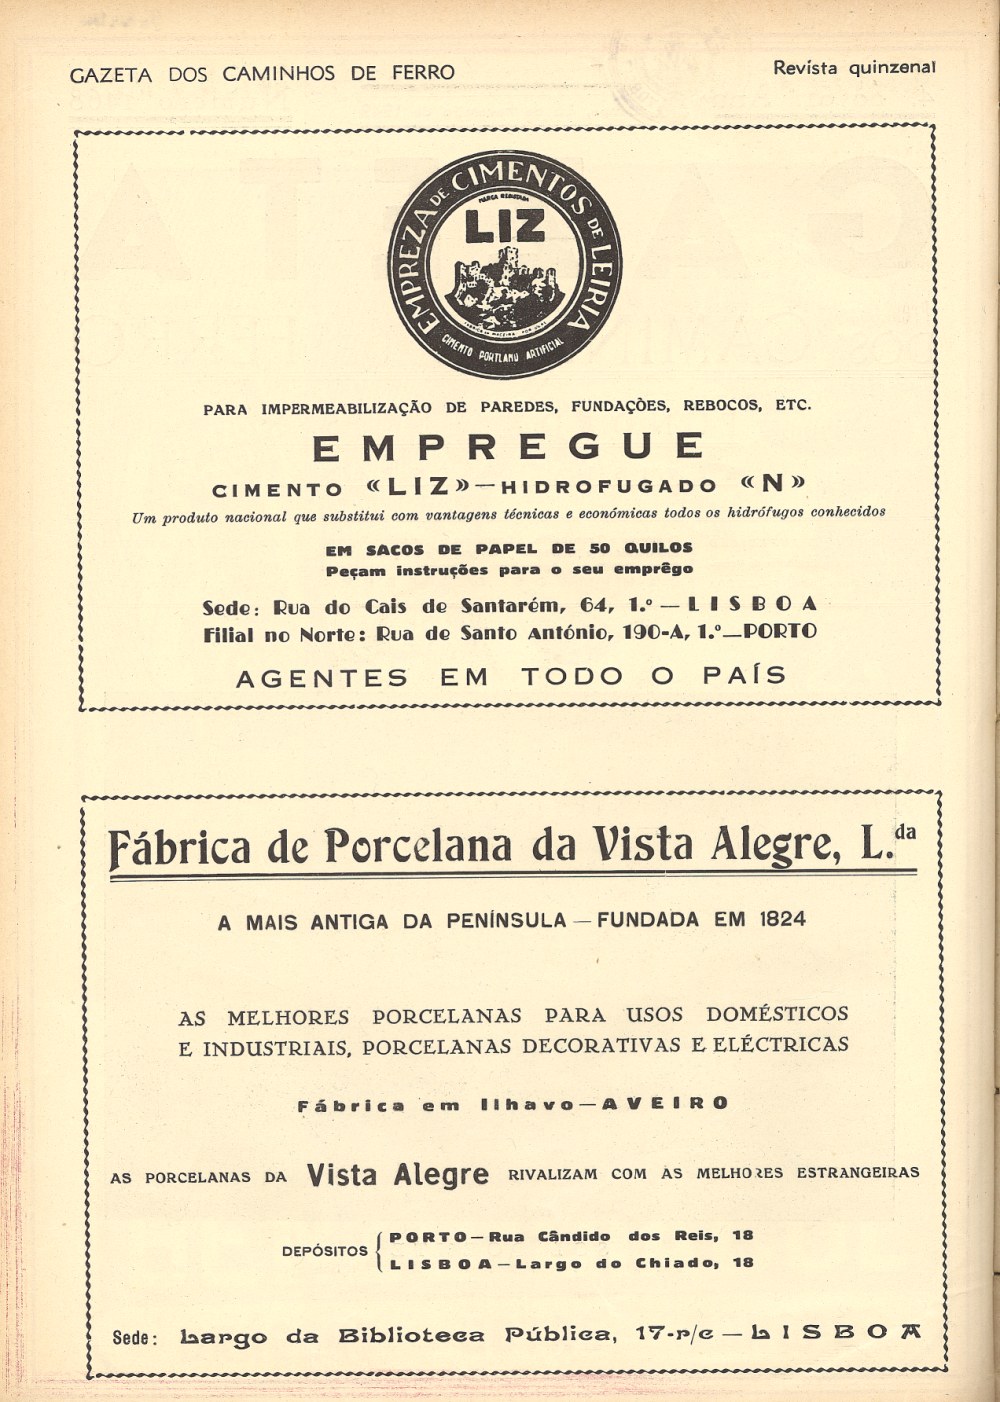 GAZETA DOS CAMINHOS DE FERRO
Revista quinzenal
EMPREZA DE CIMENTOS DE LEIRIA
MARCA REGISTADA
LIZ
CIMENTO PORTLAND ARTIFICIAL
PARA IMPERMEABILIZAÇÃO DE PAREDES, FUNDAÇÕES, REBOCOS, ETC.
EMPREGUE
CIMENTO «LIZ»—HIDROFUGADO «N»
Um produto nacional que substitui com vantagens técnicas e económicas todos os hidrófugos conhecidos
EM SACOS DE PAPEL DE 50 QUILOS
Peçam instruções para o seu emprêgo
Sede: Rua do Cais de Santarém, 64, 1.º — LISBOA
Filial no Norte: Rua de Santo António, 190-A, 1.º—PORTO
AGENTES EM TODO O PAÍS
Fábrica de Porcelana da Vista Alegre, L.da
A MAIS ANTIGA DA PENÍNSULA — FUNDADA EM 1824
AS MELHORES PORCELANAS PARA USOS DOMÉSTICOS
E INDUSTRIAIS, PORCELANAS DECORATIVAS E ELÉCTRICAS
Fábrica em Ilhavo — AVEIRO
AS PORCELANAS DA Vista Alegre RIVALIZAM COM AS MELHORES ESTRANGEIRAS
DEPÓSITOS { PORTO — Rua Cândido dos Reis, 18
LISBOA — Largo do Chiado, 18
Sede: Largo da Biblioteca Pública, 17-r/c — LISBOA